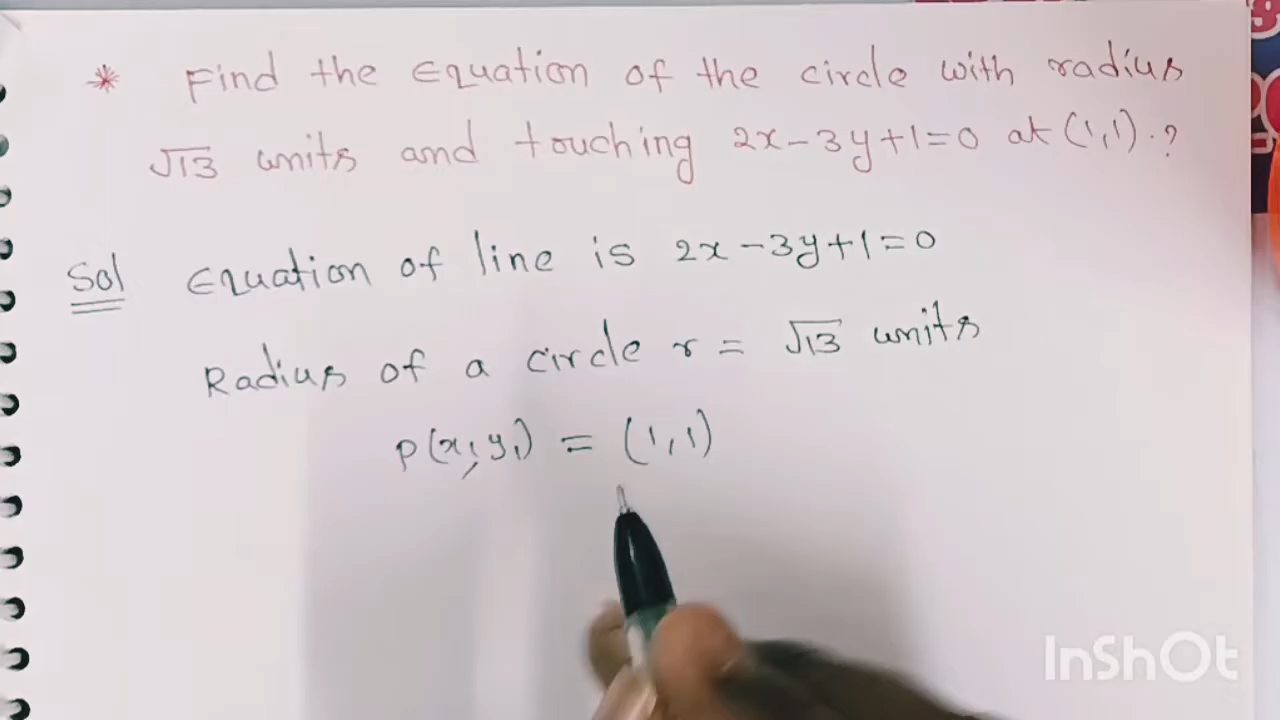 * Find the Equation of the circle with radius
√13 units and touching 2x-3y+1=0 at (1,1).?
Sol Equation of line is 2x-3y+1=0
Radius of a circle r = √13 units
P(x₁,y₁) = (1,1)
InShOt